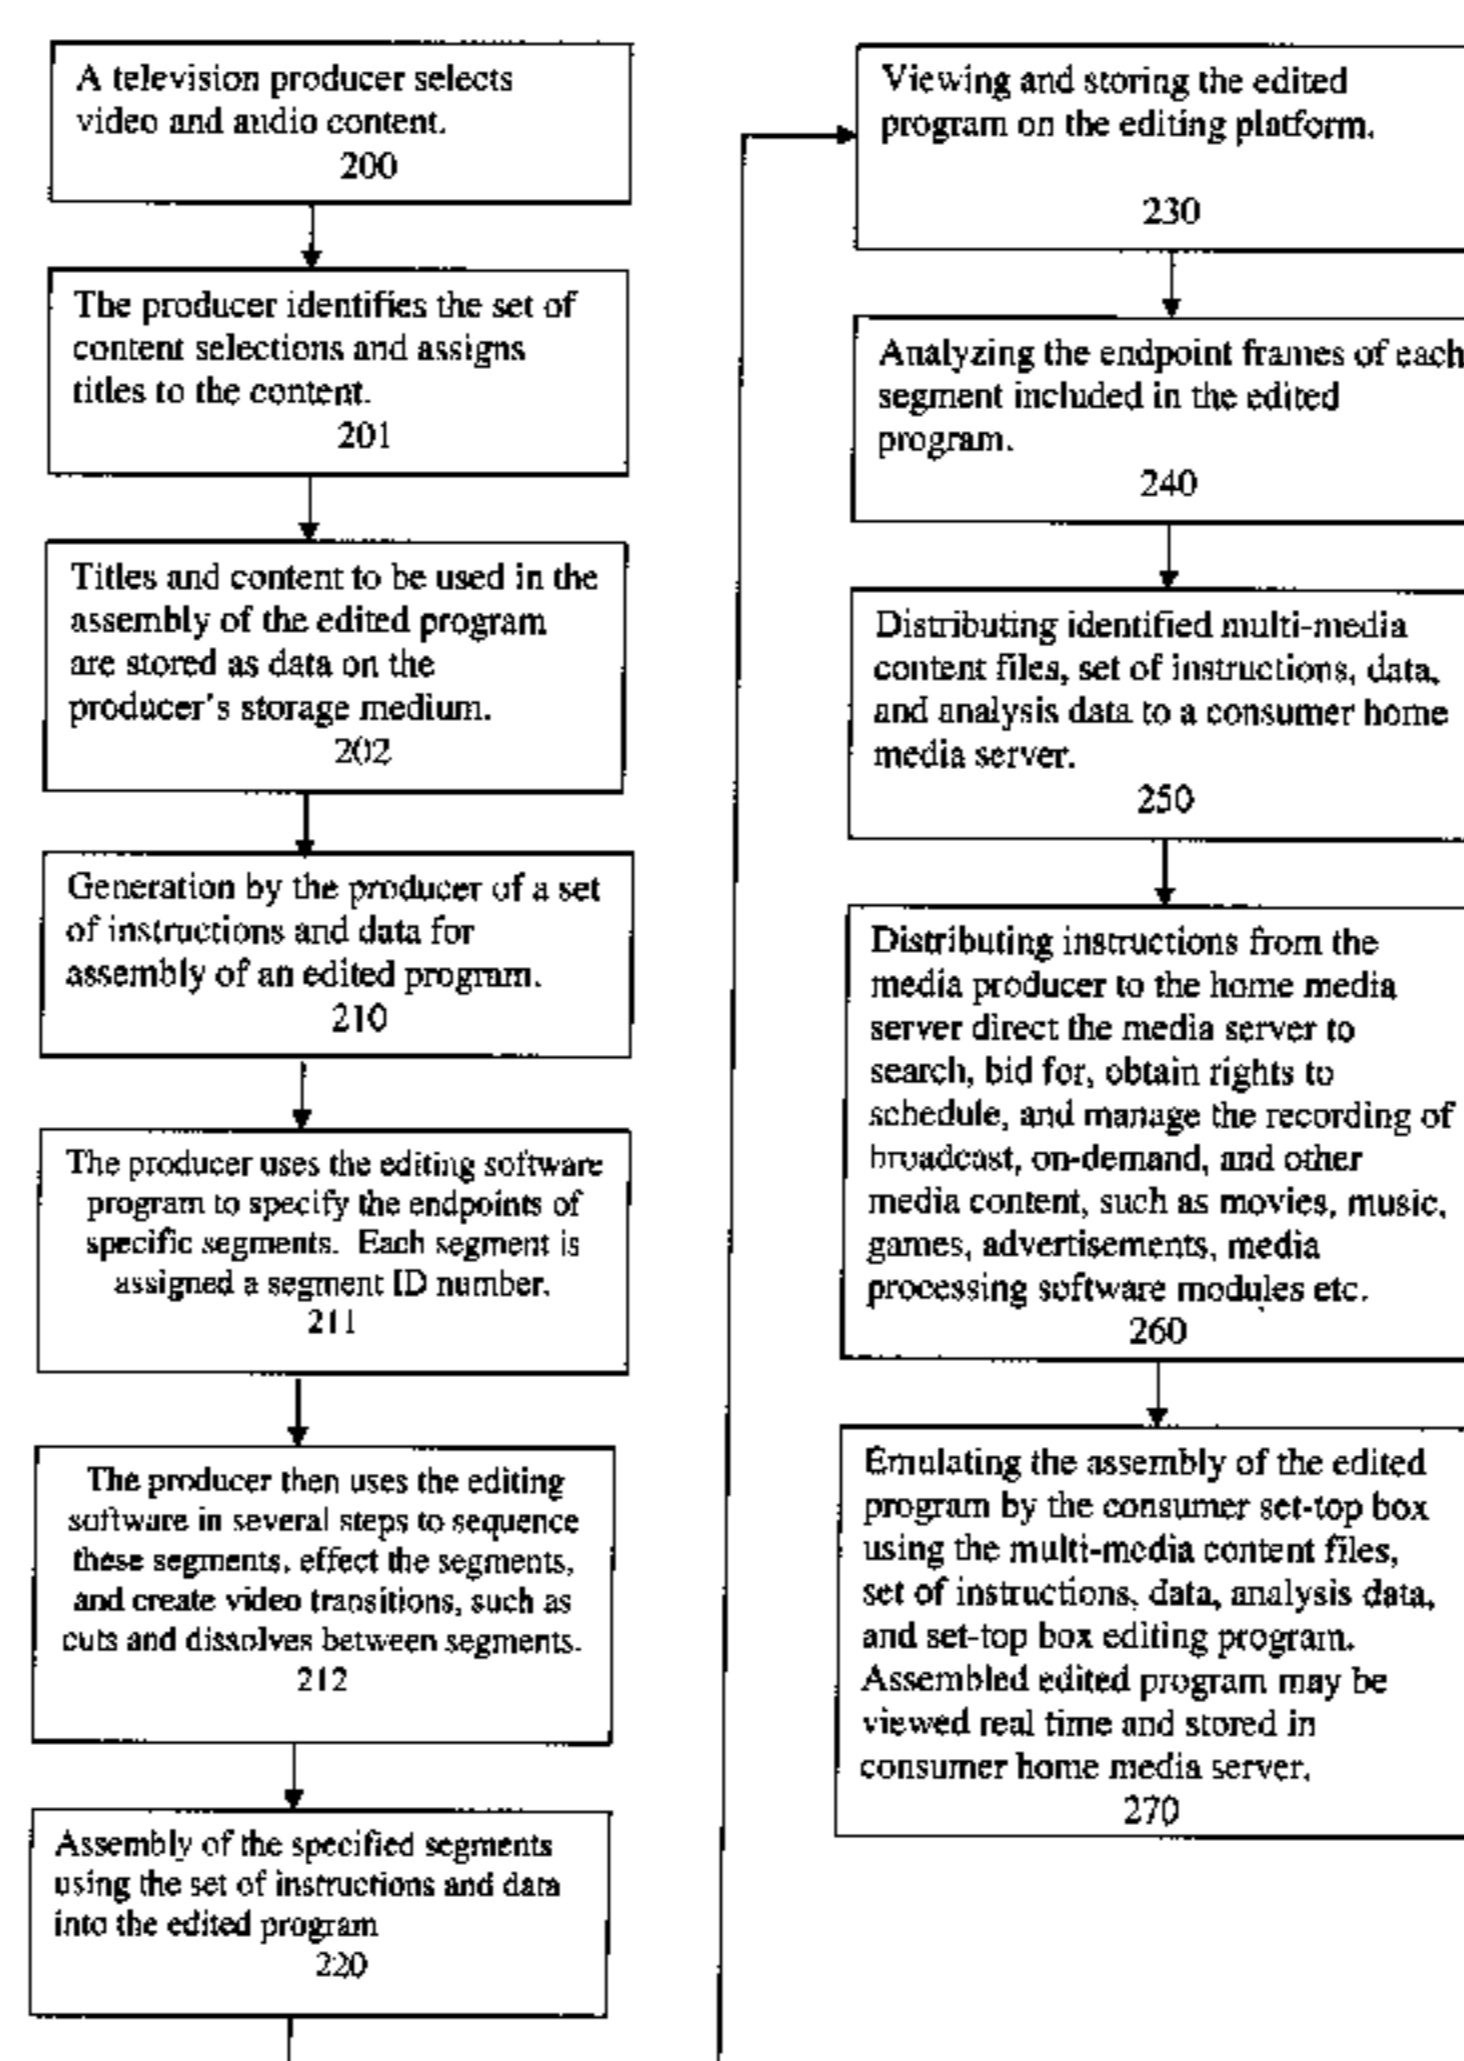 A television producer selects
video and audio content.
200
The producer identifies the set of
content selections and assigns
titles to the content.
201
Titles and content to be used in the
assembly of the edited program
are stored as data on the
producer's storage medium.
202
Generation by the producer of a set
of instructions and data for
assembly of an edited program.
210
The producer uses the editing software
program to specify the endpoints of
specific segments. Each segment is
assigned a segment ID number.
211
The producer then uses the editing
software in several steps to sequence
these segments, effect the segments,
and create video transitions, such as
cuts and dissolves between segments.
212
Assembly of the specified segments
using the set of instructions and data
into the edited program
220
Viewing and storing the edited
program on the editing platform.
230
Analyzing the endpoint frames of each
segment included in the edited
program.
240
Distributing identified multi-media
content files, set of instructions, data,
and analysis data to a consumer home
media server.
250
Distributing instructions from the
media producer to the home media
server direct the media server to
search, bid for, obtain rights to
schedule, and manage the recording of
broadcast, on-demand, and other
media content, such as movies, music,
games, advertisements, media
processing software modules etc.
260
Emulating the assembly of the edited
program by the consumer set-top box
using the multi-media content files,
set of instructions, data, analysis data,
and set-top box editing program.
Assembled edited program may be
viewed real time and stored in
consumer home media server.
270